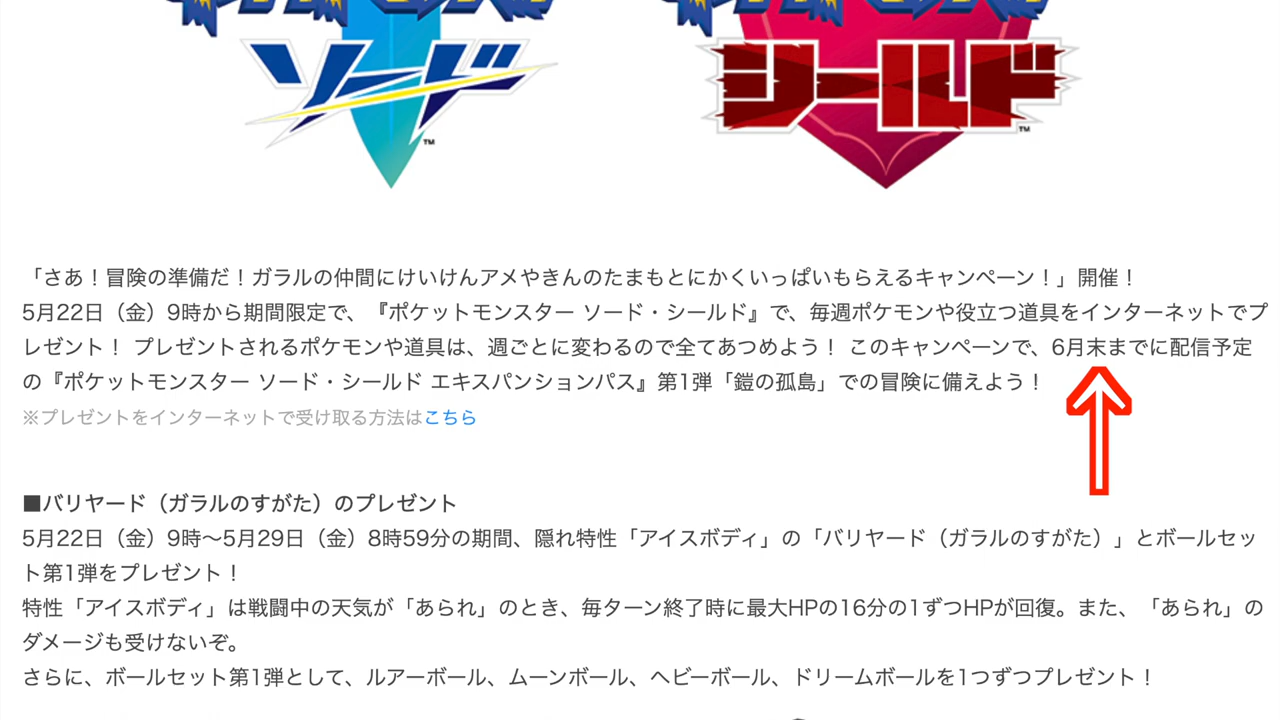 ソード
TM
シールド
TM
「さあ！冒険の準備だ！ガラルの仲間にけいけんアメやきんのたまもとにかくいっぱいもらえるキャンペーン！」開催！
5月22日（金）9時から期間限定で、『ポケットモンスター ソード・シールド』で、毎週ポケモンや役立つ道具をインターネットでプ
レゼント！ プレゼントされるポケモンや道具は、週ごとに変わるので全てあつめよう！ このキャンペーンで、6月末までに配信予定
の『ポケットモンスター ソード・シールド エキスパンションパス』第1弾「鎧の孤島」での冒険に備えよう！
※プレゼントをインターネットで受け取る方法はこちら
■バリヤード（ガラルのすがた）のプレゼント
5月22日（金）9時〜5月29日（金）8時59分の期間、隠れ特性「アイスボディ」の「バリヤード（ガラルのすがた）」とボールセッ
ト第1弾をプレゼント！
特性「アイスボディ」は戦闘中の天気が「あられ」のとき、毎ターン終了時に最大HPの16分の1ずつHPが回復。また、「あられ」の
ダメージも受けないぞ。
さらに、ボールセット第1弾として、ルアーボール、ムーンボール、ヘビーボール、ドリームボールを1つずつプレゼント！